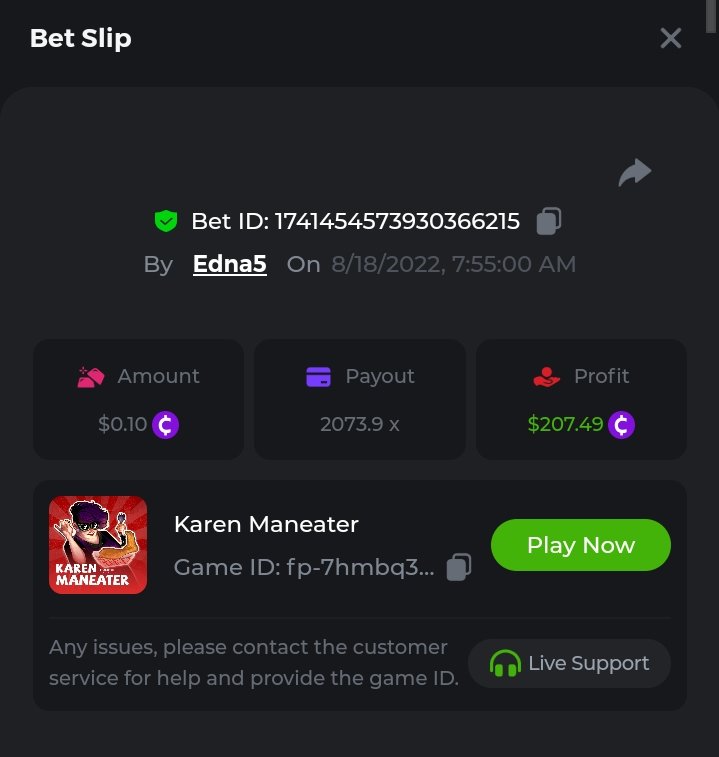 Bet Slip
Bet ID: 1741454573930366215
By Edna5 On 8/18/2022, 7:55:00 AM
Amount Payout Profit
$0.10 2073.9 x $207.49
Karen Maneater
Game ID: fp-7hmbq3...
Play Now
KAREN
MANEATER
Any issues, please contact the customer
service for help and provide the game ID.
Live Support